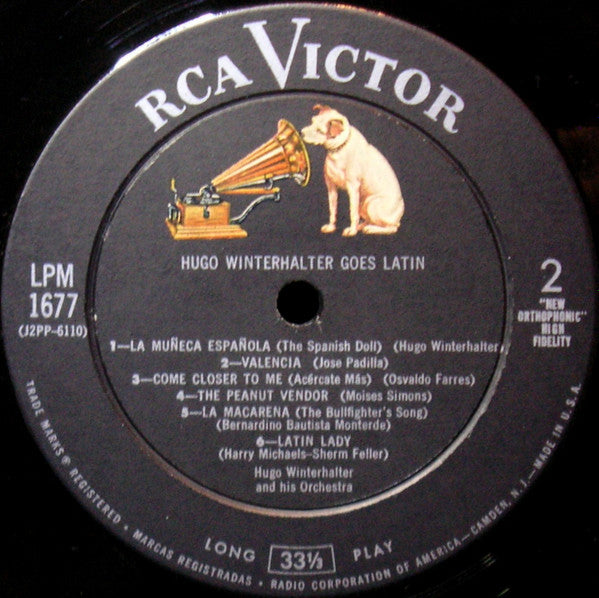 RCA VICTOR
HUGO WINTERHALTER GOES LATIN
LPM
1677
(J2PP-6110)
2
"NEW
ORTHOPHONIC"
HIGH
FIDELITY
1—LA MUÑECA ESPAÑOLA (The Spanish Doll) (Hugo Winterhalter)
2—VALENCIA (Jose Padilla)
3—COME CLOSER TO ME (Acércate Más) (Osvaldo Farres)
4—THE PEANUT VENDOR (Moises Simons)
5—LA MACARENA (The Bullfighter's Song)
(Bernardino Bautista Monterde)
6—LATIN LADY
(Harry Michaels–Sherm Feller)
Hugo Winterhalter
and his Orchestra
LONG 33⅓ PLAY
TRADE MARKS ® REGISTERED • MARCAS REGISTRADAS • RADIO CORPORATION OF AMERICA—CAMDEN, N.J.—MADE IN U.S.A.